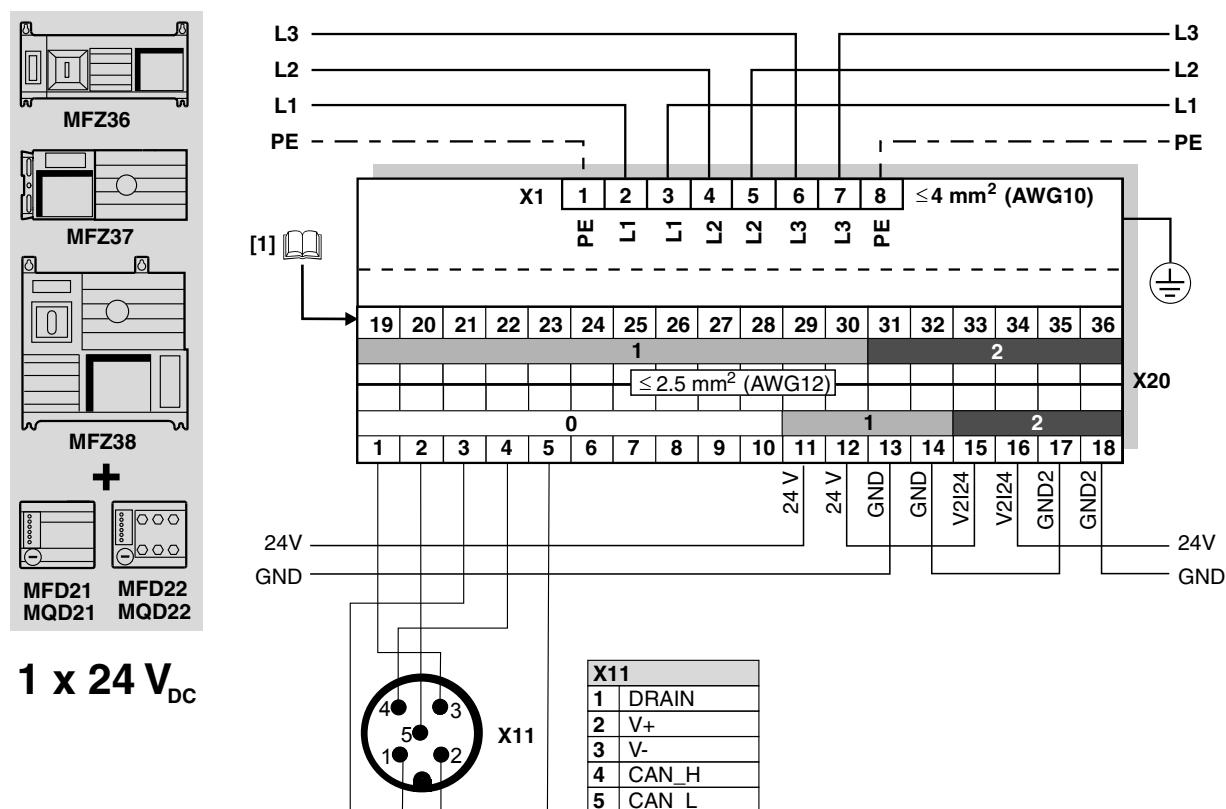 MFZ36
MFZ37
MFZ38
+
MFD21 MFD22
MQD21 MQD22
1 x 24 VDC
L3 L3
L2 L2
L1 L1
PE PE
X1 1 2 3 4 5 6 7 8 ≤4 mm² (AWG10)
PE L1 L1 L2 L2 L3 L3 PE
[1]
19 20 21 22 23 24 25 26 27 28 29 30 31 32 33 34 35 36
1 2
≤ 2.5 mm² (AWG12) X20
0 1 2
1 2 3 4 5 6 7 8 9 10 11 12 13 14 15 16 17 18
24 V 24 V GND GND V2I24 V2I24 GND2 GND2
24V 24V
GND GND
X11
4 3
5
1 2
X11
1 DRAIN
2 V+
3 V-
4 CAN_H
5 CAN_L